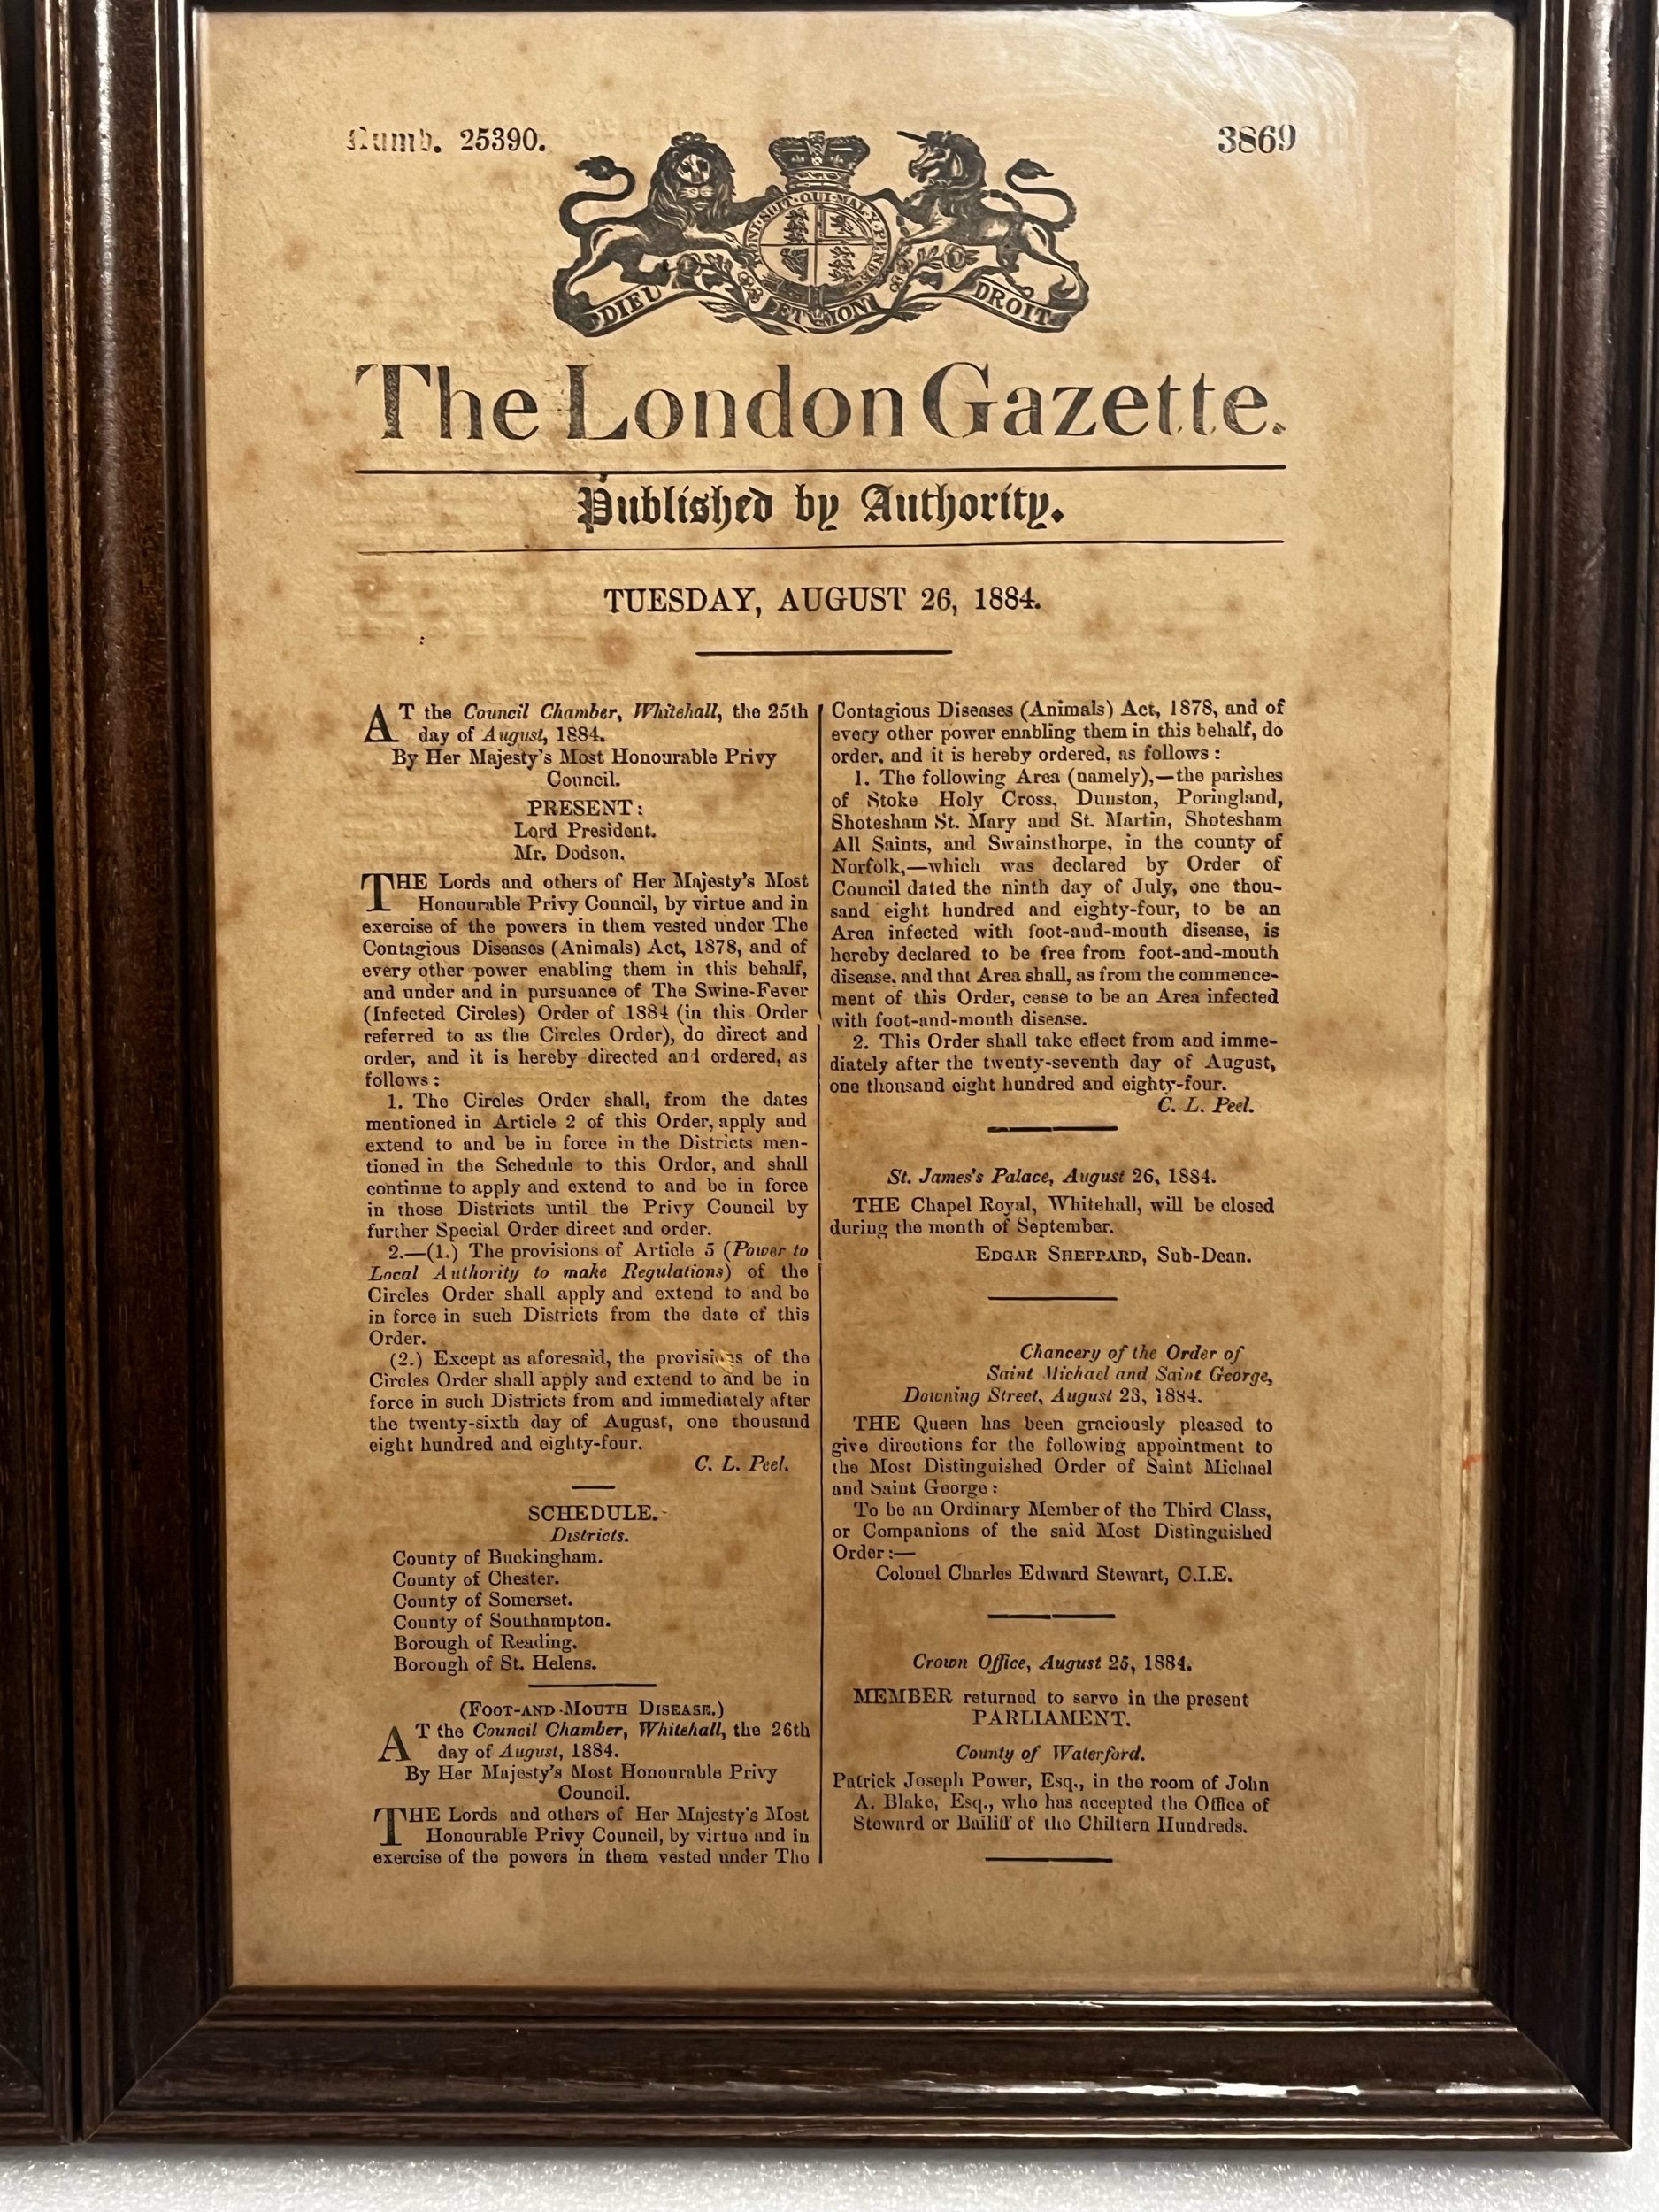 Numb. 25390.
3869
HONI·SOIT·QUI·MAL·Y·PENSE
DIEU ET MON DROIT
The London Gazette.
Published by Authority.
TUESDAY, AUGUST 26, 1884.
AT the Council Chamber, Whitehall, the 25th
day of August, 1884.
By Her Majesty's Most Honourable Privy
Council.
PRESENT:
Lord President.
Mr. Dodson.
THE Lords and others of Her Majesty's Most
Honourable Privy Council, by virtue and in
exercise of the powers in them vested under The
Contagious Diseases (Animals) Act, 1878, and of
every other power enabling them in this behalf,
and under and in pursuance of The Swine-Fever
(Infected Circles) Order of 1884 (in this Order
referred to as the Circles Order), do direct and
order, and it is hereby directed and ordered, as
follows:
1. The Circles Order shall, from the dates
mentioned in Article 2 of this Order, apply and
extend to and be in force in the Districts men-
tioned in the Schedule to this Order, and shall
continue to apply and extend to and be in force
in those Districts until the Privy Council by
further Special Order direct and order.
2.—(1.) The provisions of Article 5 (Power to
Local Authority to make Regulations) of the
Circles Order shall apply and extend to and be
in force in such Districts from the date of this
Order.
(2.) Except as aforesaid, the provisions of the
Circles Order shall apply and extend to and be in
force in such Districts from and immediately after
the twenty-sixth day of August, one thousand
eight hundred and eighty-four.
C. L. Peel.
SCHEDULE.
Districts.
County of Buckingham.
County of Chester.
County of Somerset.
County of Southampton.
Borough of Reading.
Borough of St. Helens.
(FOOT-AND-MOUTH DISEASE.)
AT the Council Chamber, Whitehall, the 26th
day of August, 1884.
By Her Majesty's Most Honourable Privy
Council.
THE Lords and others of Her Majesty's Most
Honourable Privy Council, by virtue and in
exercise of the powers in them vested under The
Contagious Diseases (Animals) Act, 1878, and of
every other power enabling them in this behalf, do
order, and it is hereby ordered, as follows:
1. The following Area (namely),—the parishes
of Stoke Holy Cross, Dunston, Poringland,
Shotesham St. Mary and St. Martin, Shotesham
All Saints, and Swainsthorpe, in the county of
Norfolk,—which was declared by Order of
Council dated the ninth day of July, one thou-
sand eight hundred and eighty-four, to be an
Area infected with foot-and-mouth disease, is
hereby declared to be free from foot-and-mouth
disease, and that Area shall, as from the commence-
ment of this Order, cease to be an Area infected
with foot-and-mouth disease.
2. This Order shall take effect from and imme-
diately after the twenty-seventh day of August,
one thousand eight hundred and eighty-four.
C. L. Peel.
St. James's Palace, August 26, 1884.
THE Chapel Royal, Whitehall, will be closed
during the month of September.
EDGAR SHEPPARD, Sub-Dean.
Chancery of the Order of
Saint Michael and Saint George,
Downing Street, August 23, 1884.
THE Queen has been graciously pleased to
give directions for the following appointment to
the Most Distinguished Order of Saint Michael
and Saint George:
To be an Ordinary Member of the Third Class,
or Companions of the said Most Distinguished
Order:—
Colonel Charles Edward Stewart, C.I.E.
Crown Office, August 25, 1884.
MEMBER returned to serve in the present
PARLIAMENT.
County of Waterford.
Patrick Joseph Power, Esq., in the room of John
A. Blake, Esq., who has accepted the Office of
Steward or Bailiff of the Chiltern Hundreds.